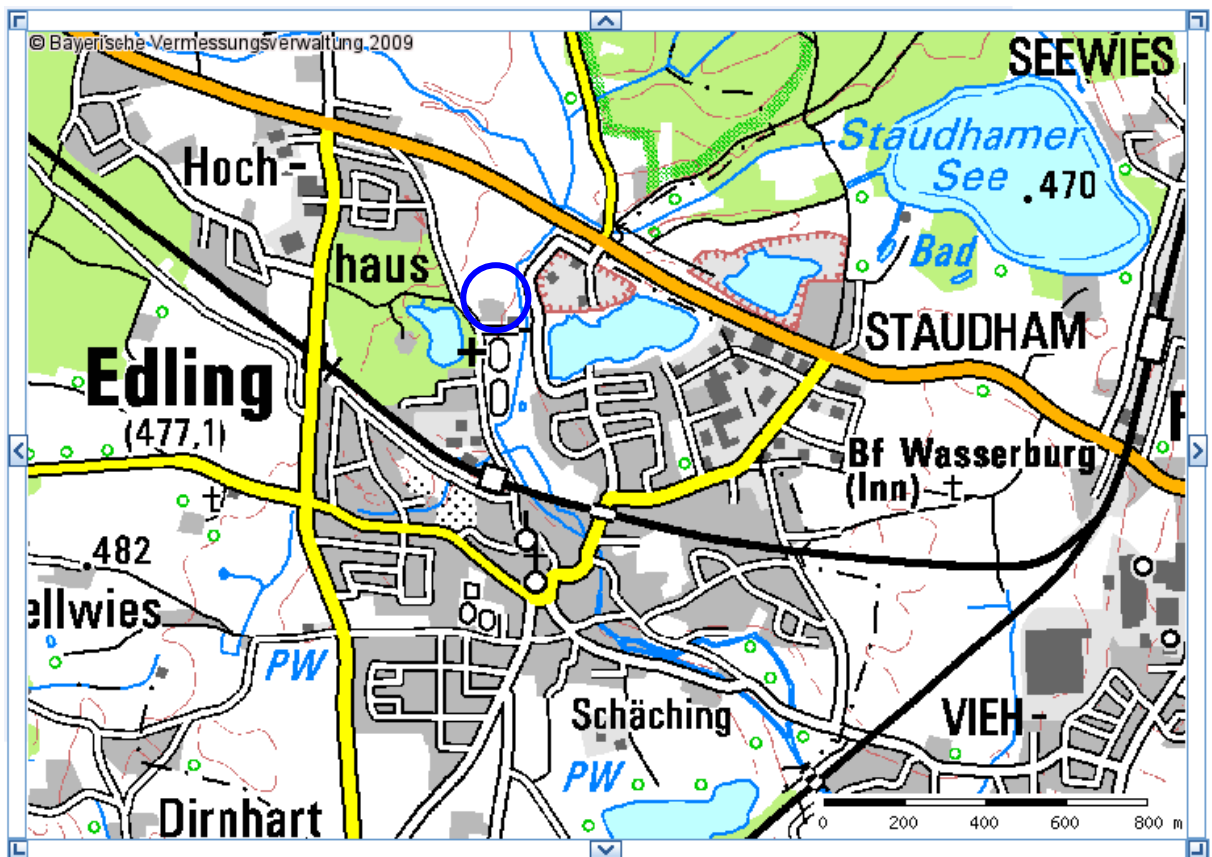 © Bayerische Vermessungsverwaltung 2009
SEEWIES
Staudhamer
See
.470
Hoch-
haus
Bad
STAUDHAM
Edling
(477,1)
Bf Wasserburg
(Inn)
.482
ellwies
PW
Schäching
VIEH-
PW
Dirnhart
0 200 400 600 800 m